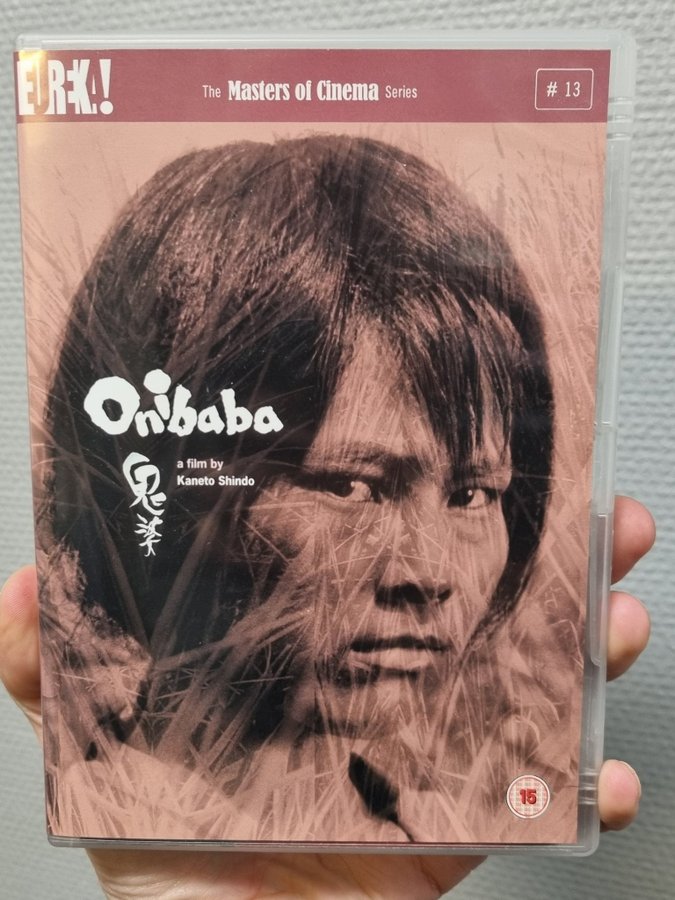 EUREKA!
The Masters of Cinema Series
# 13
Onibaba
a film by
Kaneto Shindo
鬼婆
15